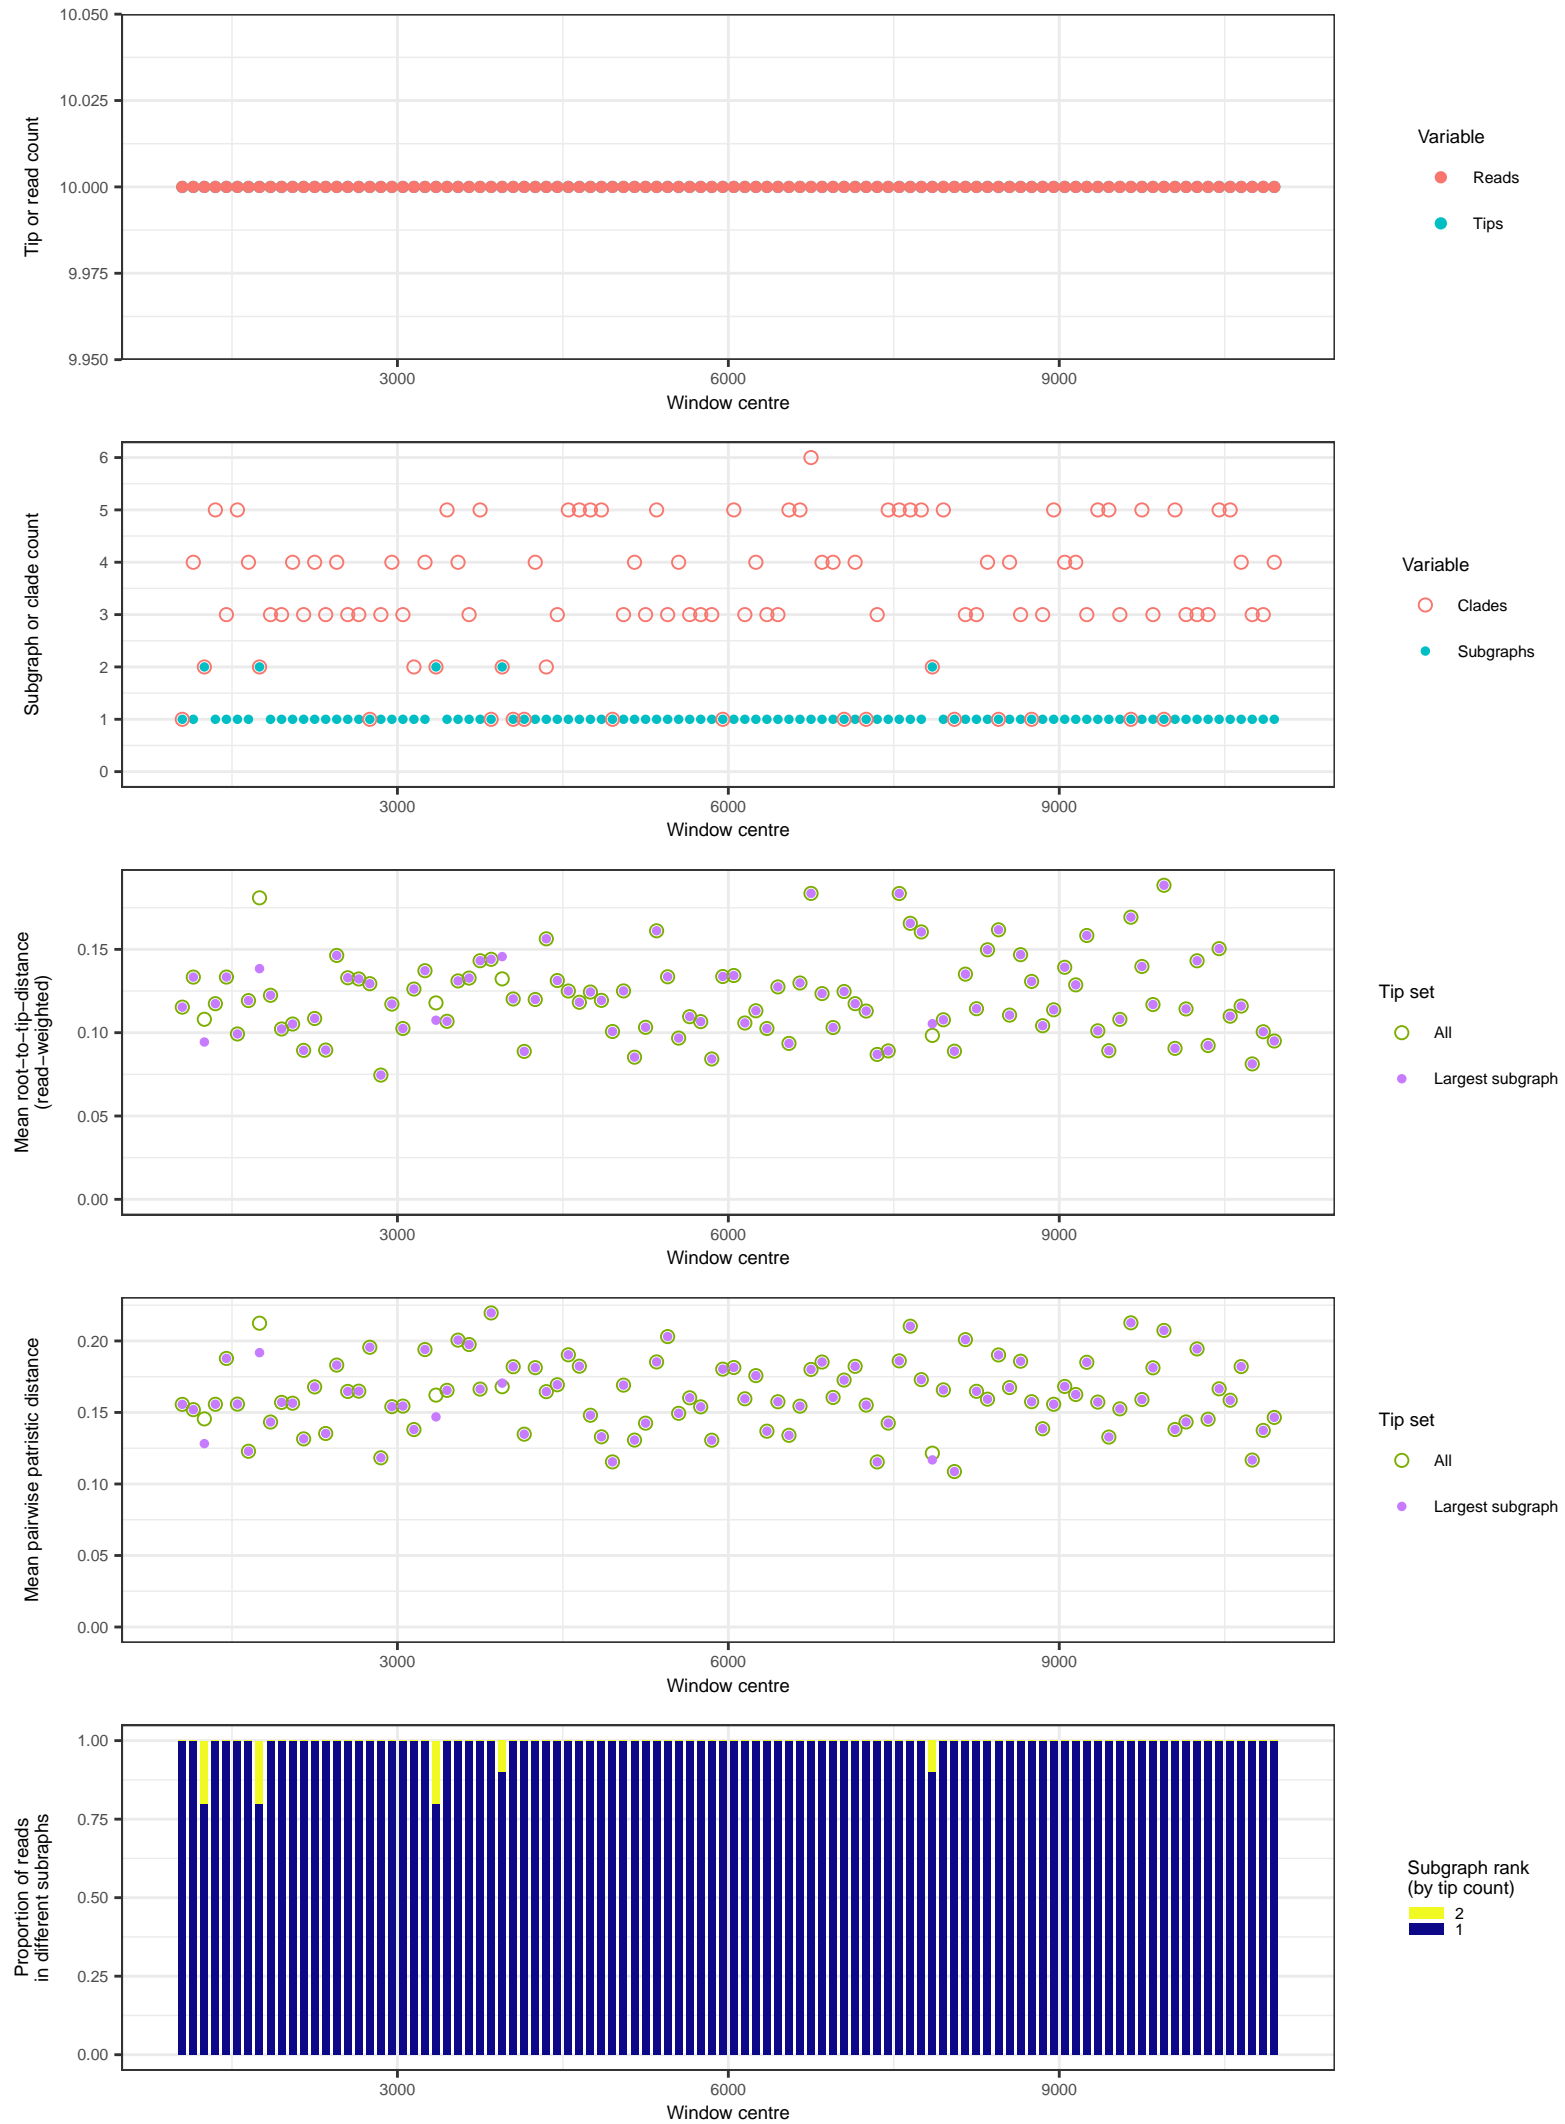 10.050
10.025
10.000
9.975
9.950
Tip or read count
3000
6000
9000
Window centre
Variable
Reads
Tips
6
5
4
3
2
1
0
Subgraph or clade count
3000
6000
9000
Window centre
Variable
Clades
Subgraphs
0.15
0.10
0.05
0.00
Mean root−to−tip−distance
(read−weighted)
3000
6000
9000
Window centre
Tip set
All
Largest subgraph
0.20
0.15
0.10
0.05
0.00
Mean pairwise patristic distance
3000
6000
9000
Window centre
Tip set
All
Largest subgraph
1.00
0.75
0.50
0.25
0.00
Proportion of reads
in different subraphs
3000
6000
9000
Window centre
Subgraph rank
(by tip count)
2
1